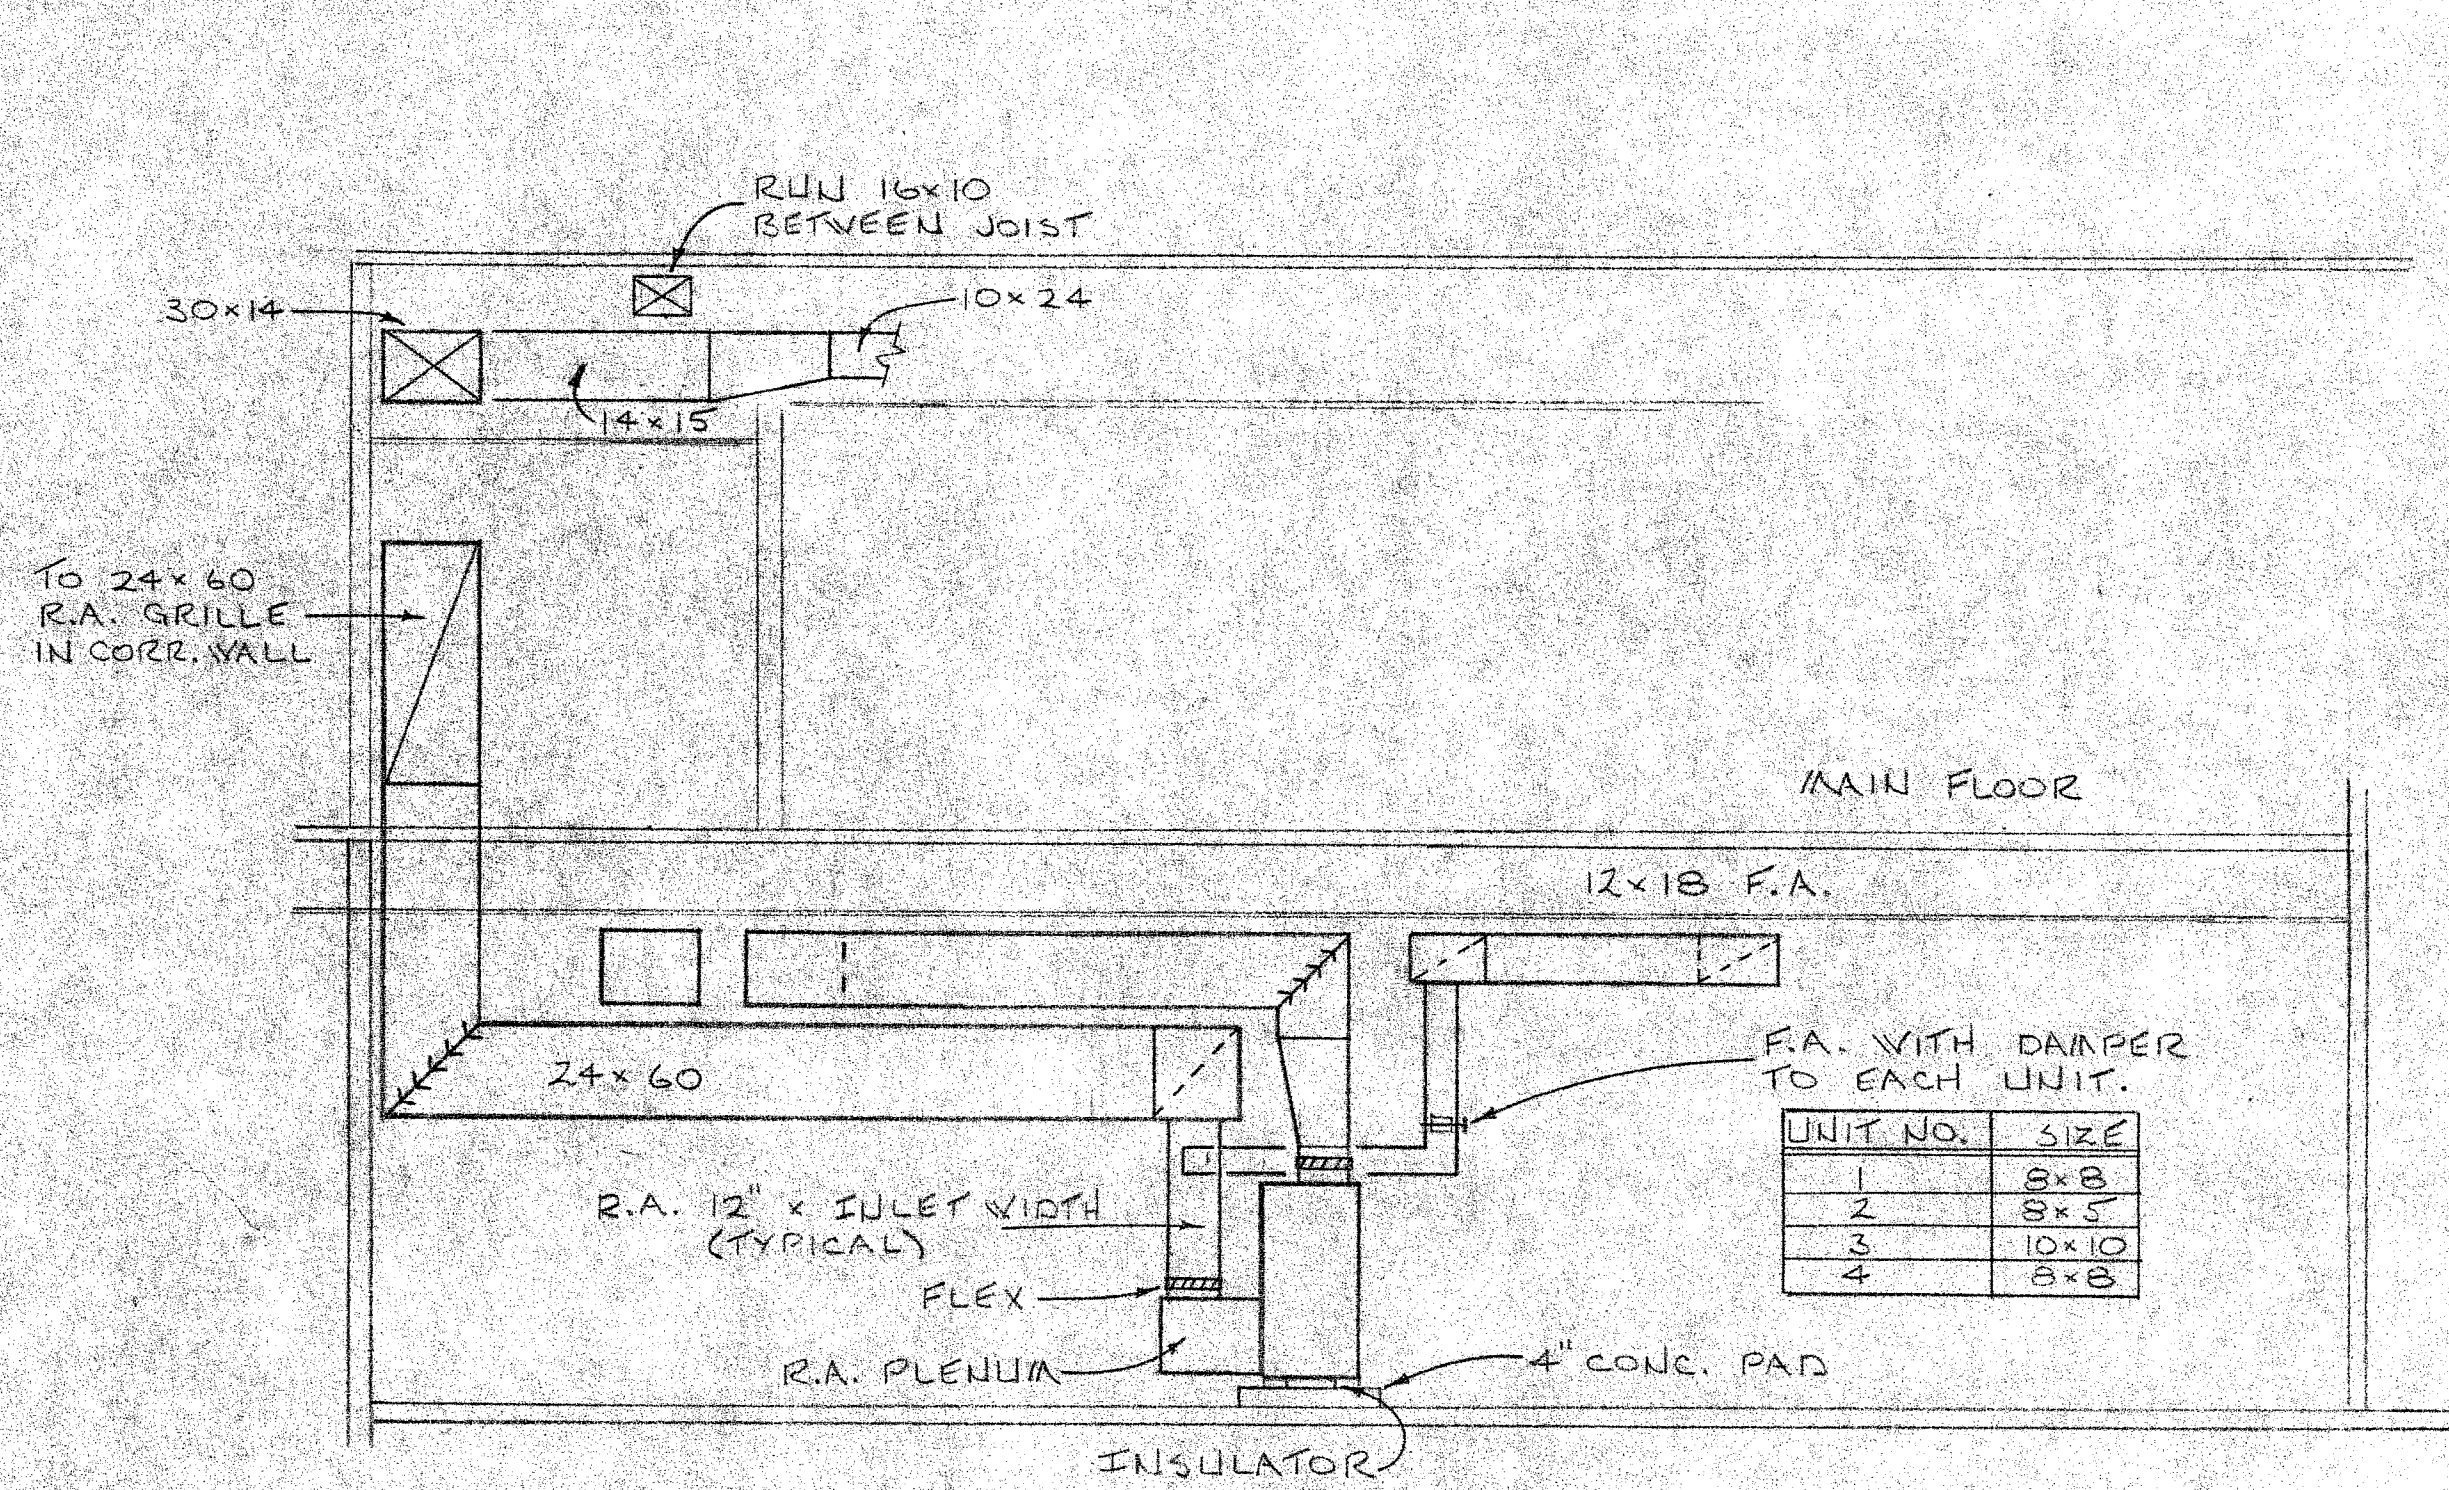 RUN 16x10
BETWEEN JOIST
30x14
10x24
14x15
TO 24x60
R.A. GRILLE
IN CORR. WALL
MAIN FLOOR
12x18 F.A.
24x60
F.A. WITH DAMPER
TO EACH UNIT.
UNIT NO. SIZE
1 8x8
2 8x5
3 10x10
4 8x8
R.A. 12" x INLET WIDTH
(TYPICAL)
FLEX
R.A. PLENUM
4" CONC. PAD
INSULATOR